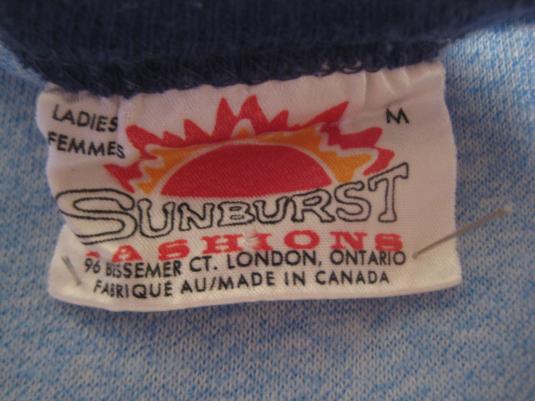 LADIES
FEMMES
M
SUNBURST
FASHIONS
96 BESSEMER CT. LONDON, ONTARIO
FABRIQUÉ AU/MADE IN CANADA